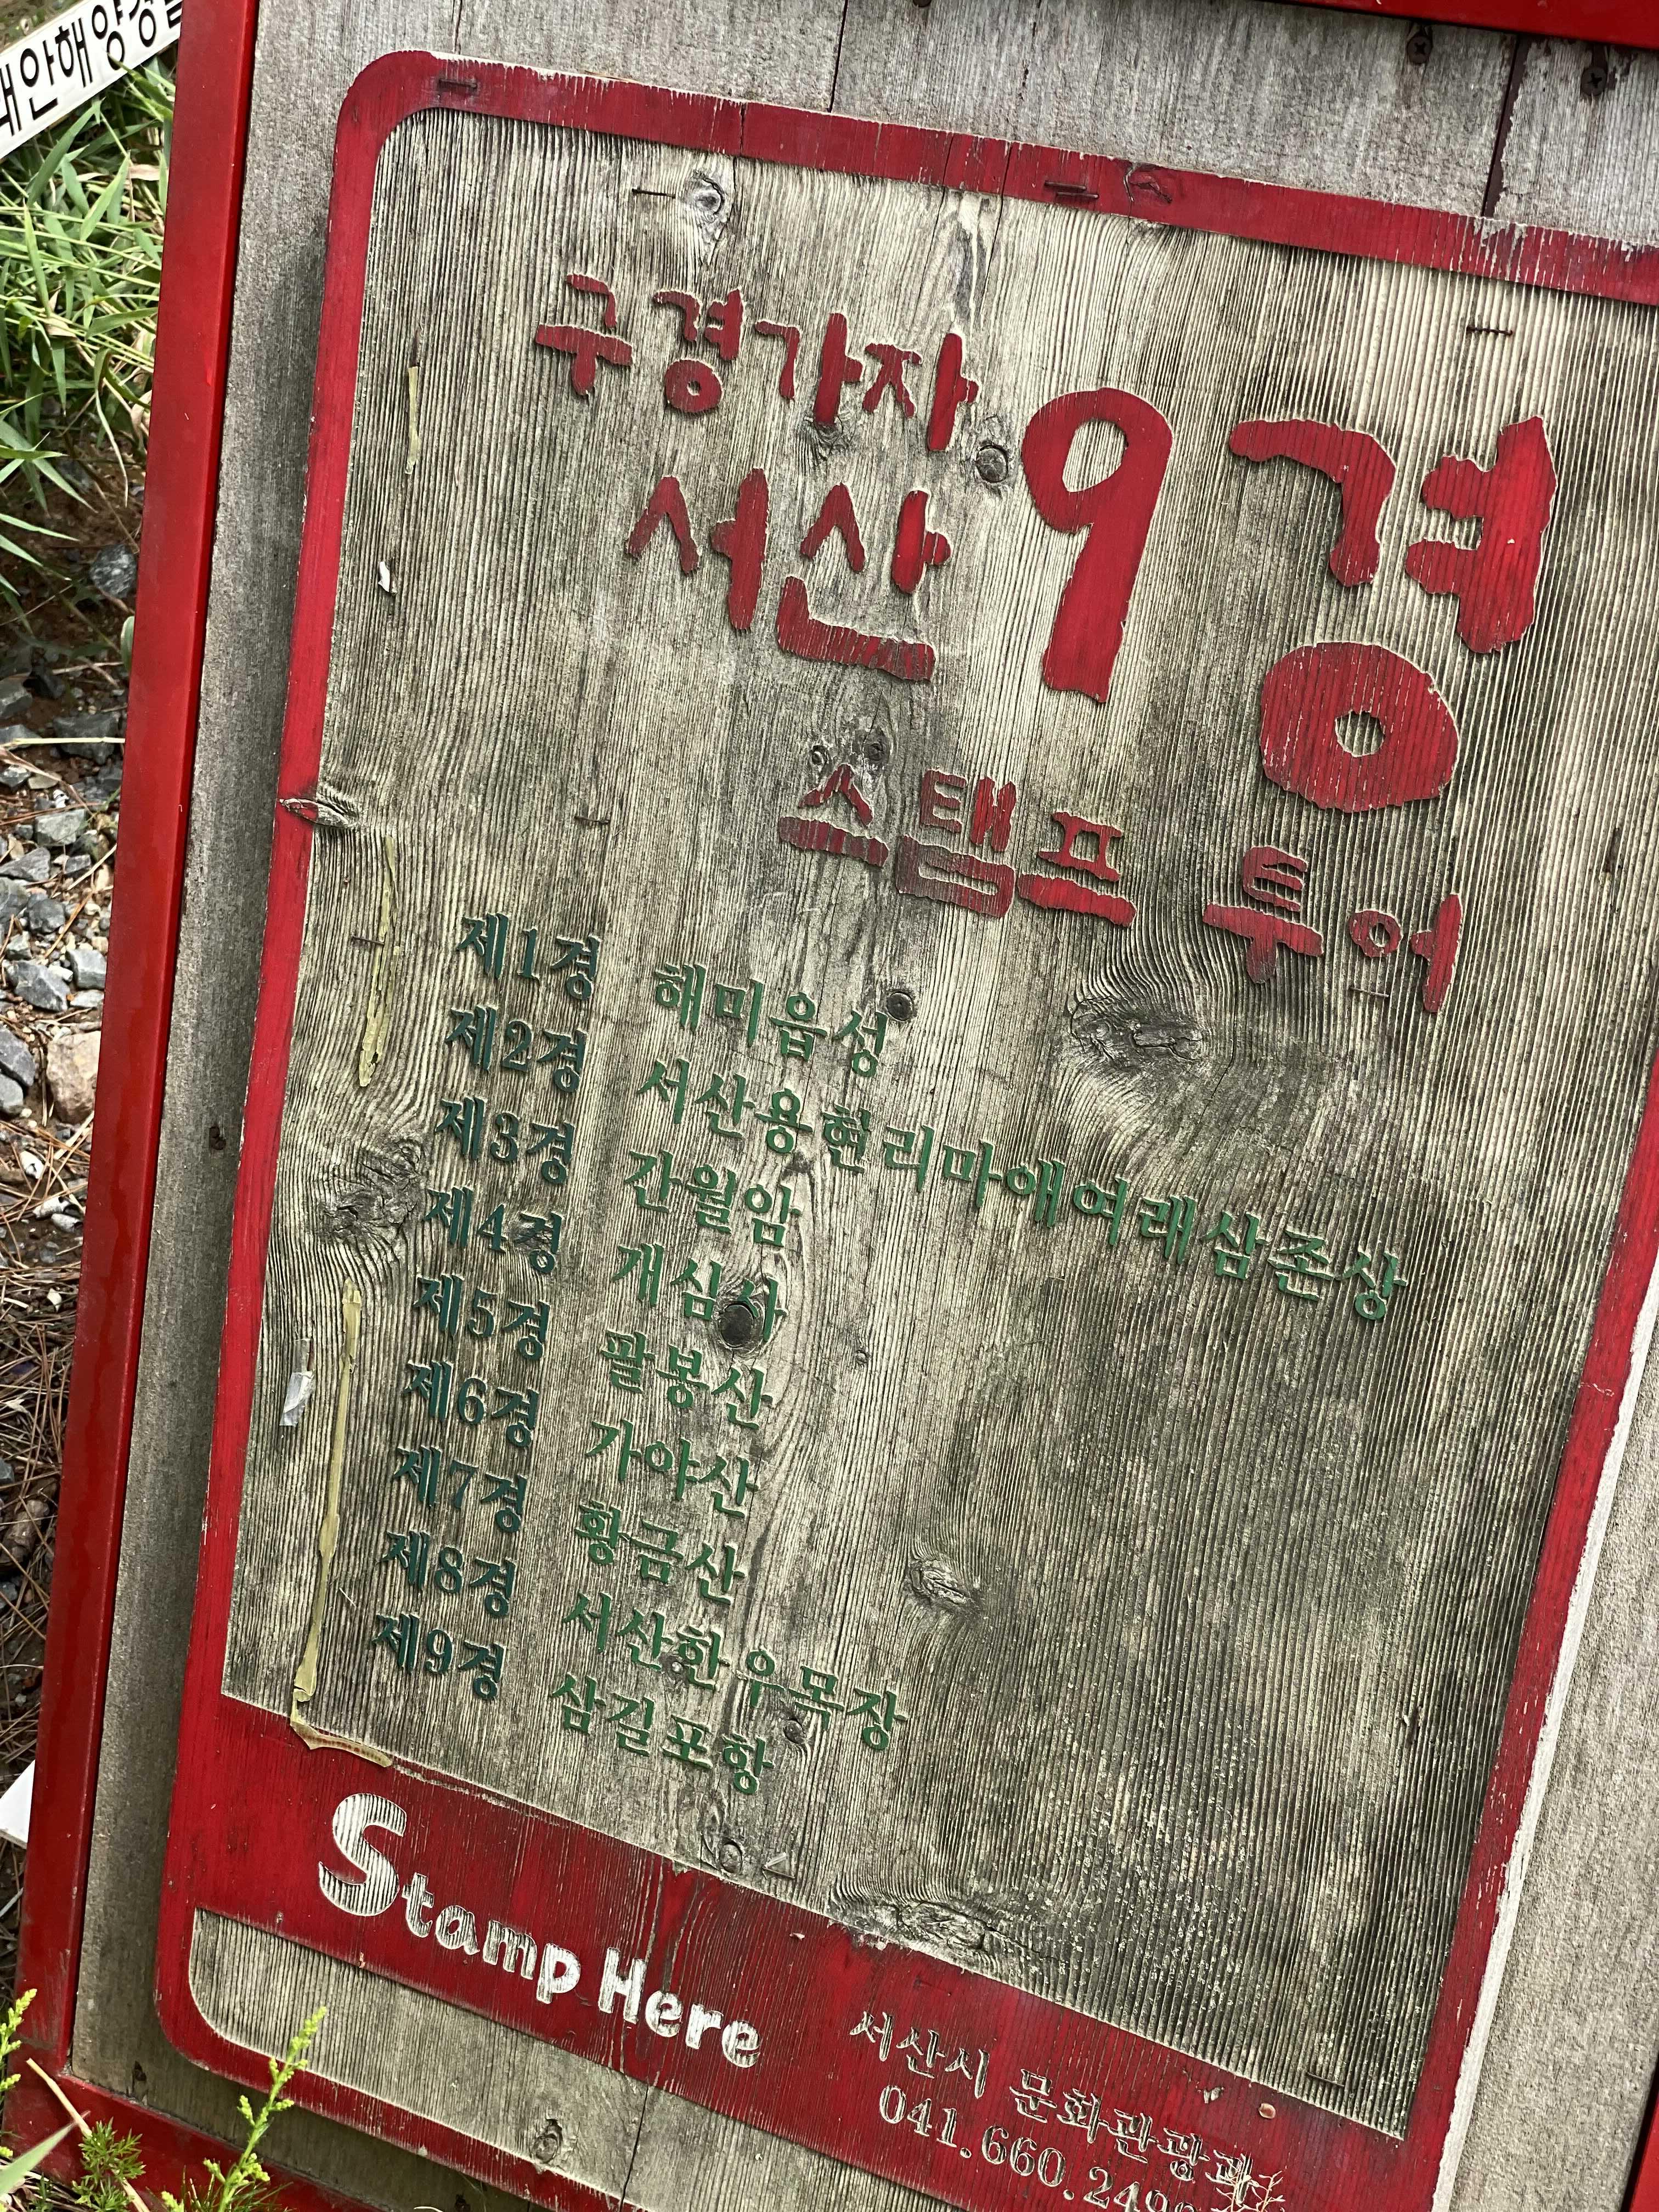 구경가자
서산 9경
스탬프 투어
제1경 해미읍성
제2경 서산용현리마애여래삼존상
제3경 간월암
제4경 개심사
제5경 팔봉산
제6경 가야산
제7경 황금산
제8경 서산한우목장
제9경 삼길포항
Stamp Here
서산시 문화관광과